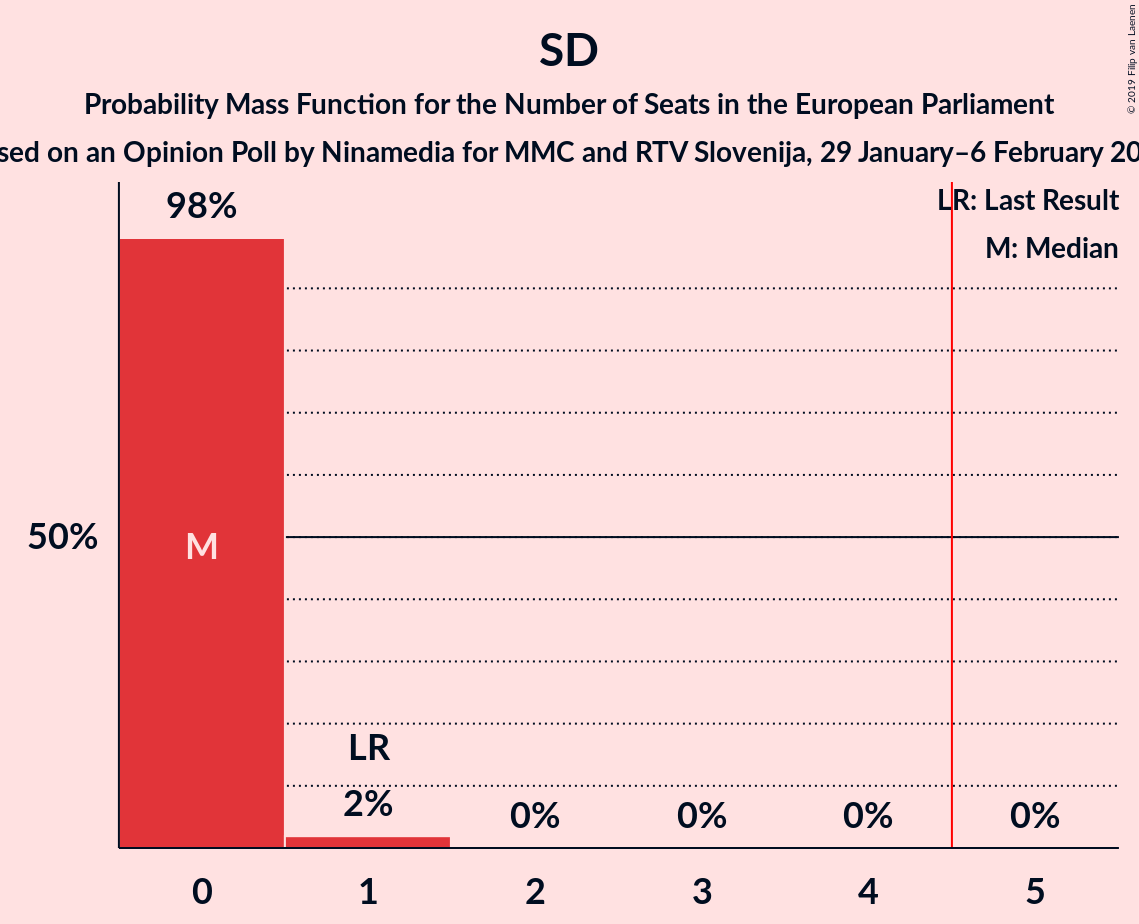 SD
Probability Mass Function for the Number of Seats in the European Parliament
sed on an Opinion Poll by Ninamedia for MMC and RTV Slovenija, 29 January–6 February 20
© 2019 Filip van Laenen
LR: Last Result
M: Median
98%
50%
M
LR
2%
0%
0%
0%
0%
0
1
2
3
4
5